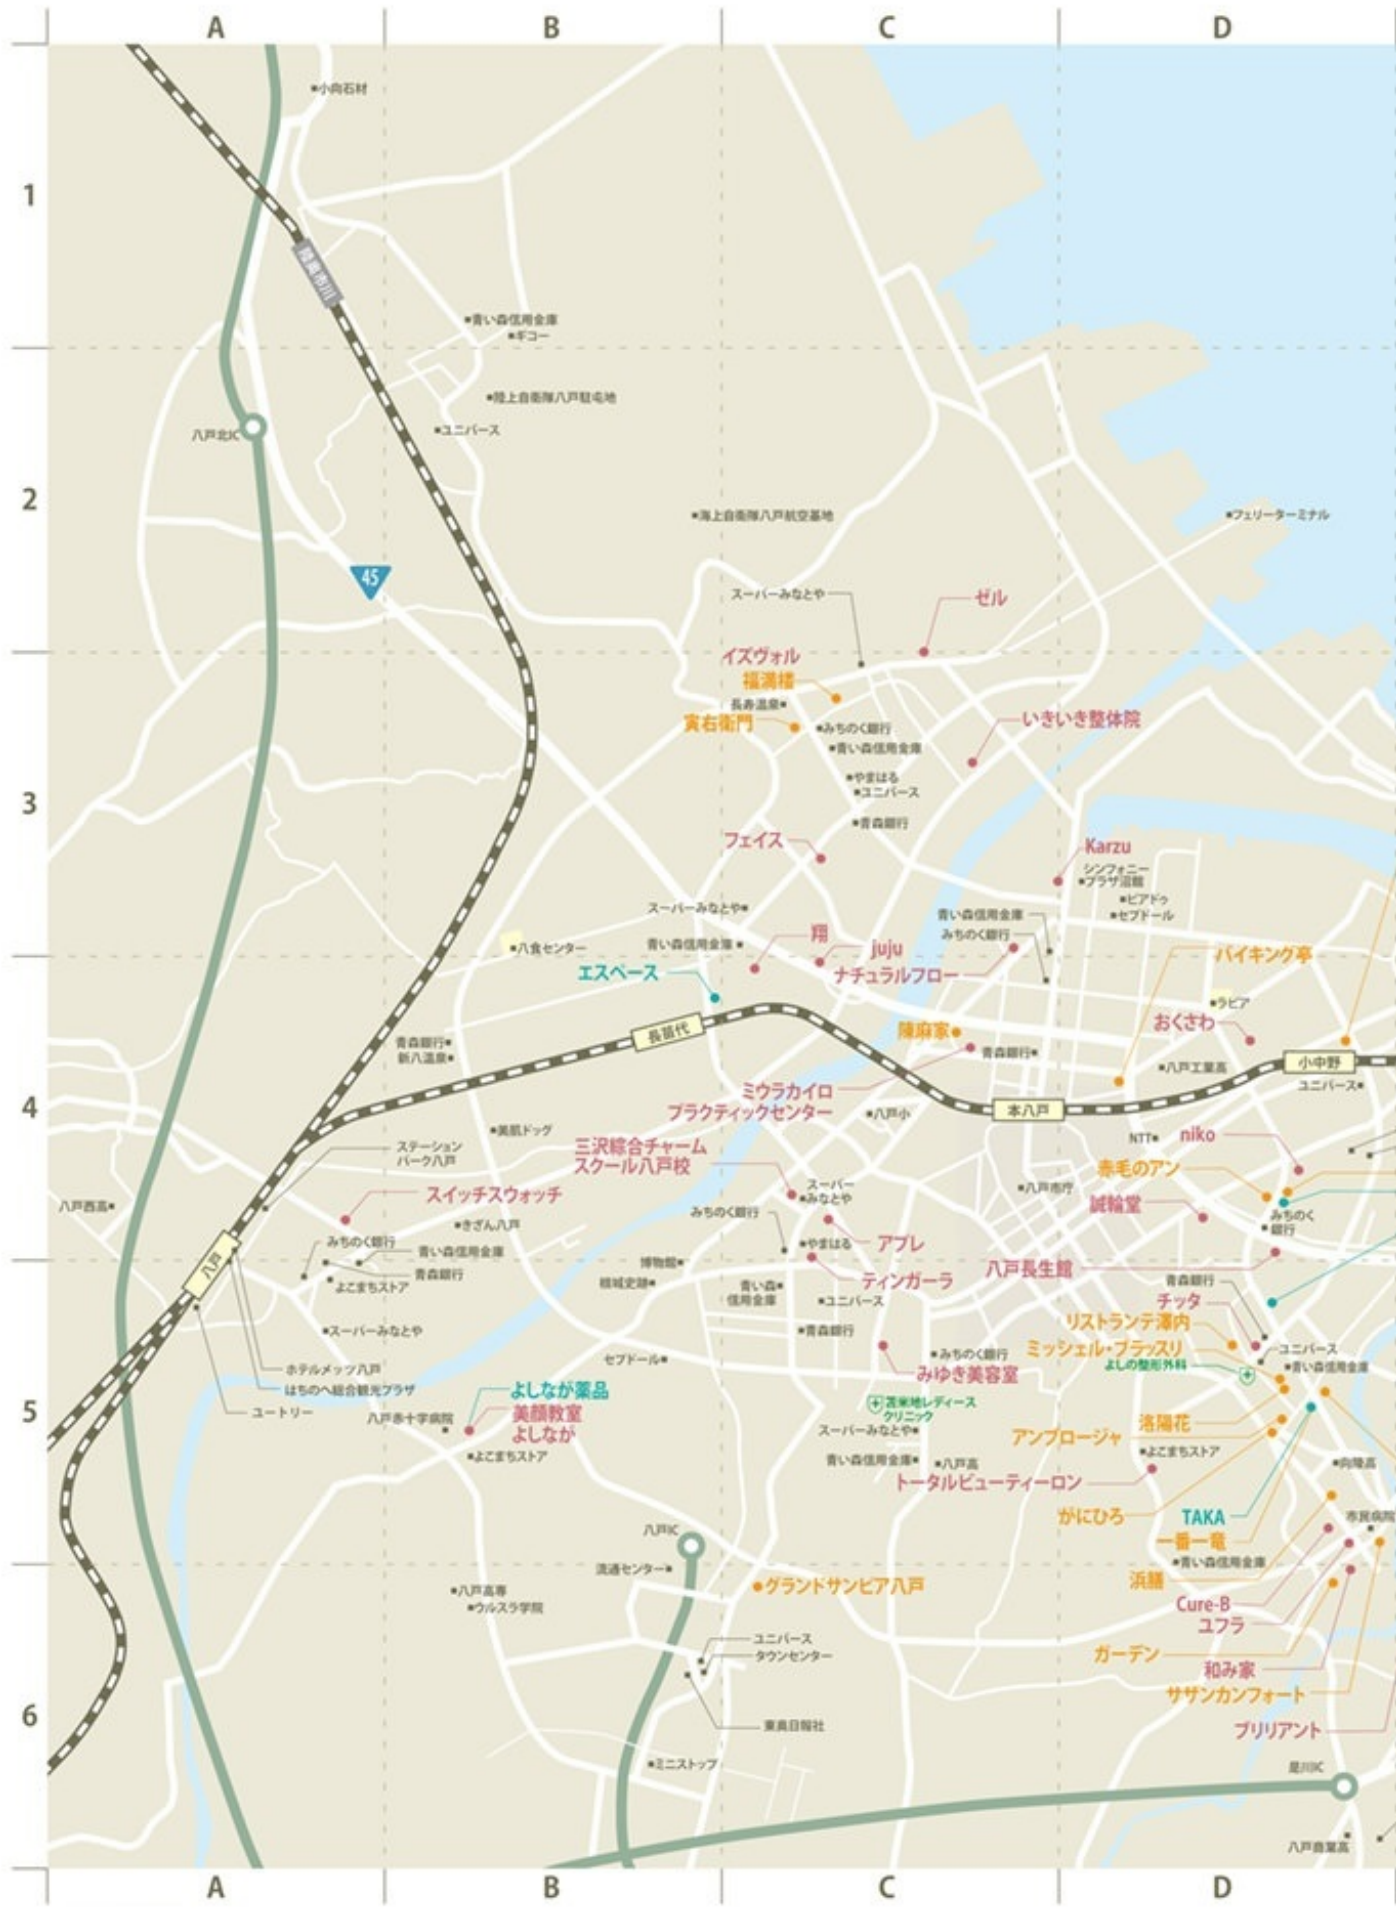 A
B
C
D
1
2
3
4
5
6
小向石材
陸奥市川
青い森信用金庫
ギコー
陸上自衛隊八戸駐屯地
八戸北IC
ユニバース
海上自衛隊八戸航空基地
フェリーターミナル
45
スーパーみなとや
ゼル
イズヴォル
福満楼
長寿温泉
寅右衛門
みちのく銀行
いきいき整体院
青い森信用金庫
やまはる
ユニバース
青森銀行
フェイス
Karzu
シンフォニー
プラザ沼館
ピアドゥ
セブドール
スーパーみなとや
青い森信用金庫
みちのく銀行
八食センター
青い森信用金庫
翔
juju
ナチュラルフロー
バイキング亭
エスペース
ラピア
おくさわ
長苗代
陳麻家
青森銀行
新八温泉
青森銀行
小中野
八戸工業高
ユニバース
ミウラカイロ
プラクティックセンター
八戸小
本八戸
美肌ドッグ
NTT
niko
ステーション
パーク八戸
三沢綜合チャーム
スクール八戸校
赤毛のアン
スーパー
みなとや
八戸市庁
スイッチスウォッチ
八戸西高
誠輪堂
みちのく銀行
みちのく
銀行
きざん八戸
みちのく銀行
やまはる
アプレ
八戸
青い森信用金庫
博物館
ティンガーラ
八戸長生館
青森銀行
根城史跡
青い森
信用金庫
青森銀行
よこまちストア
ユニバース
チッタ
リストランテ澤内
スーパーみなとや
青森銀行
ミッシェル・ブラッスリ
ユニバース
セブドール
みちのく銀行
よしの整形外科
青い森信用金庫
ホテルメッツ八戸
みゆき美容室
はちのへ総合観光プラザ
よしなが薬品
苫米地レディース
クリニック
ユートリー
八戸赤十字病院
美顔教室
よしなが
洛陽花
スーパーみなとや
アンブロージャ
よこまちストア
よこまちストア
青い森信用金庫
八戸高
向陵高
トータルビューティーロン
がにひろ
TAKA
市民病院
八戸IC
一番一竜
流通センター
青い森信用金庫
グランドサンピア八戸
浜膳
八戸高専
ウルスラ学院
Cure-B
ユフラ
ユニバース
タウンセンター
ガーデン
和み家
サザンカンフォート
東奥日報社
ブリリアント
ミニストップ
是川IC
八戸商業高
A
B
C
D